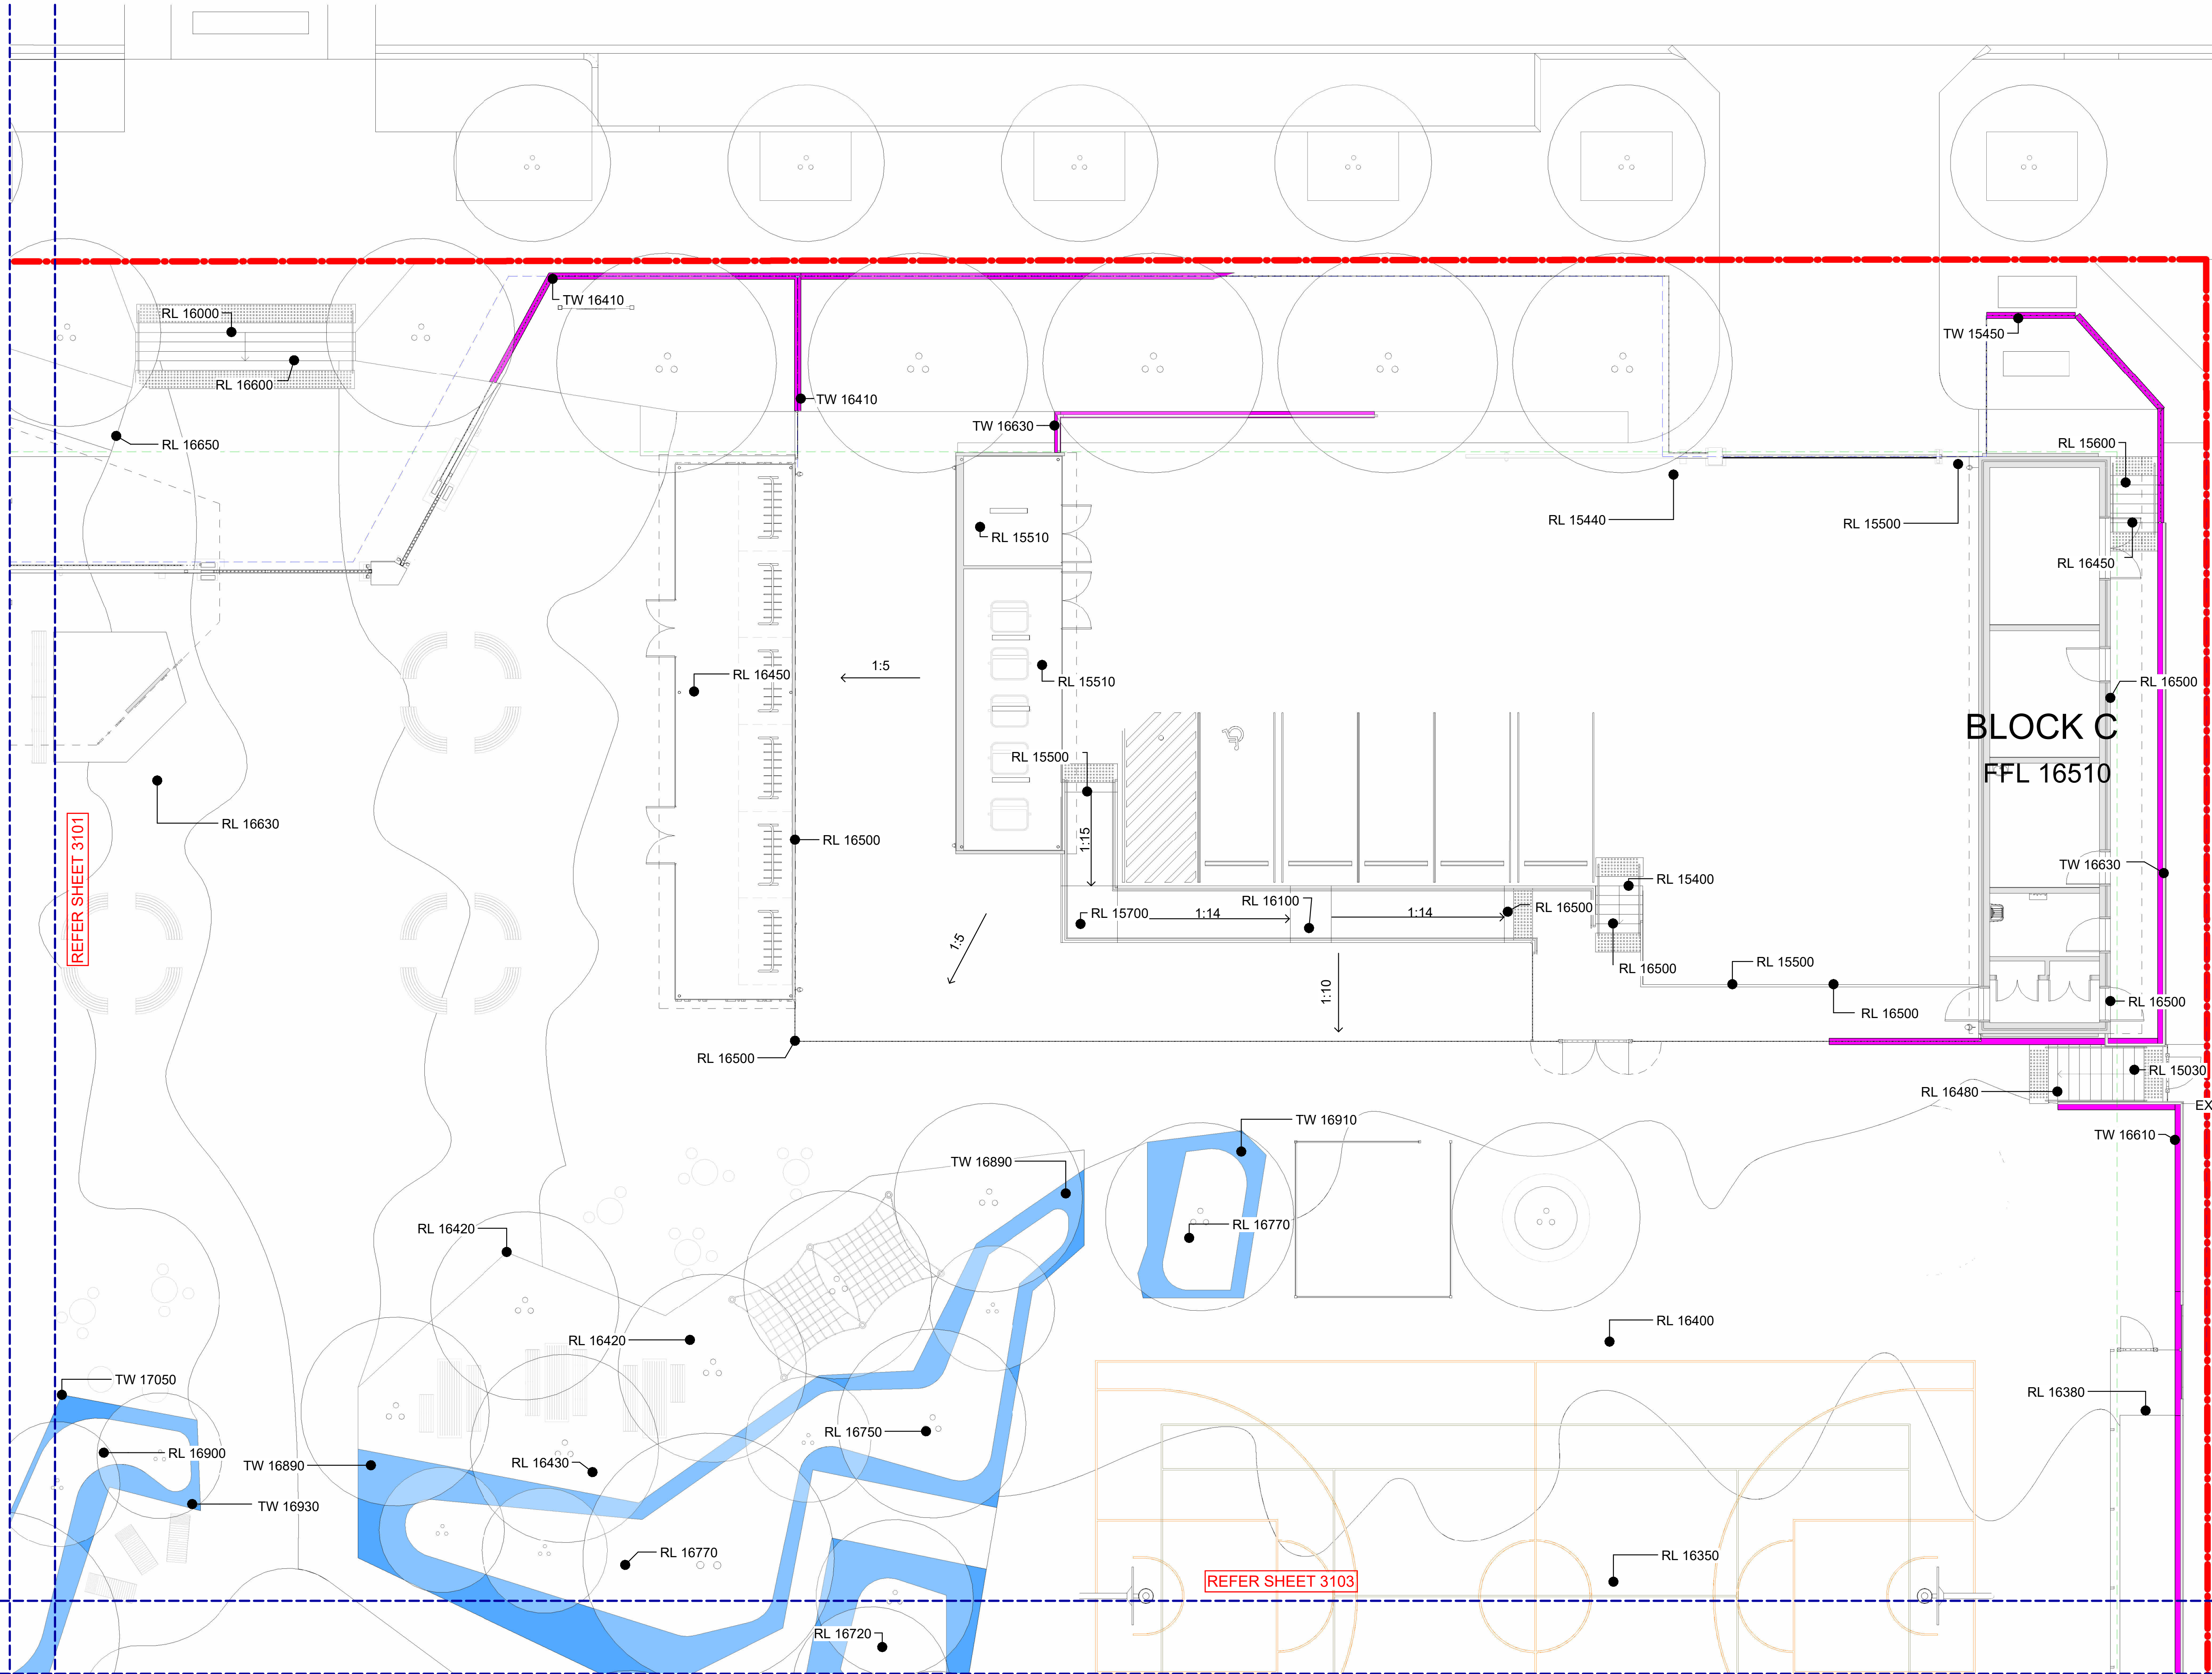 RL 16000
TW 16410
TW 15450
RL 16600
TW 16410
TW 16630
RL 16650
RL 15600
RL 15440
RL 15500
RL 15510
RL 16450
RL 16450
1:5
RL 15510
RL 16500
BLOCK C
FFL 16510
RL 15500
RL 16630
REFER SHEET 3101
1:15
RL 16500
TW 16630
RL 15400
RL 16100
RL 15700
1:14
1:14
RL 16500
1:5
RL 15500
RL 16500
1:10
RL 16500
RL 16500
RL 16500
RL 15030
RL 16480
EX
TW 16910
TW 16610
TW 16890
RL 16420
RL 16770
RL 16400
RL 16420
TW 17050
RL 16380
RL 16750
RL 16900
TW 16890
RL 16430
TW 16930
RL 16770
RL 16350
REFER SHEET 3103
RL 16720